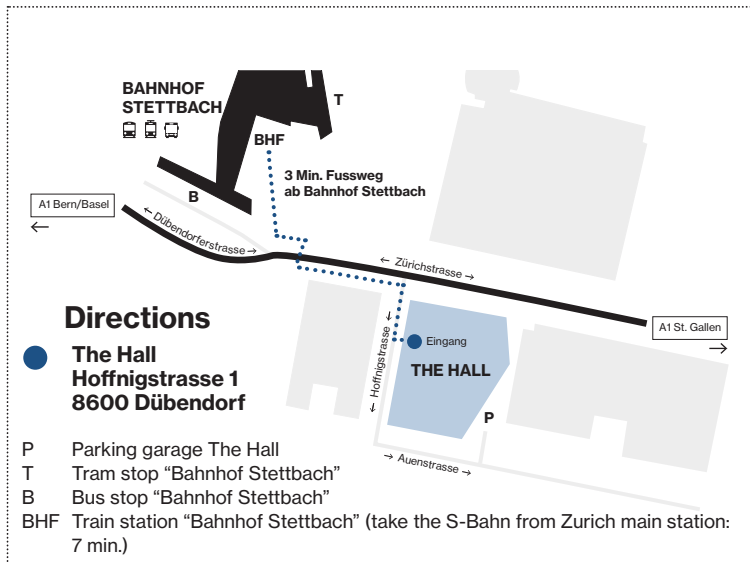 BAHNHOF
STETTBACH
T
BHF
3 Min. Fussweg
ab Bahnhof Stettbach
B
A1 Bern/Basel
←
← Dübendorferstrasse →
← Zürichstrasse →
A1 St. Gallen
→
Directions
The Hall
Hoffnigstrasse 1
8600 Dübendorf
← Hoffnigstrasse →
Eingang
THE HALL
P
→ Auenstrasse →
P Parking garage The Hall
T Tram stop “Bahnhof Stettbach”
B Bus stop “Bahnhof Stettbach”
BHF Train station “Bahnhof Stettbach” (take the S-Bahn from Zurich main station:
7 min.)